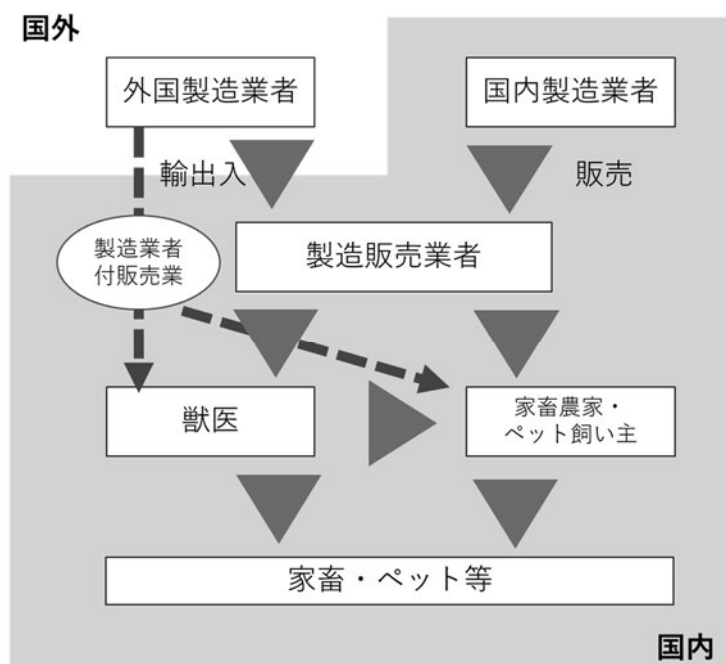 国外
外国製造業者
国内製造業者
輸出入
販売
製造業者
付販売業
製造販売業者
獣医
家畜農家・
ペット飼い主
家畜・ペット等
国内